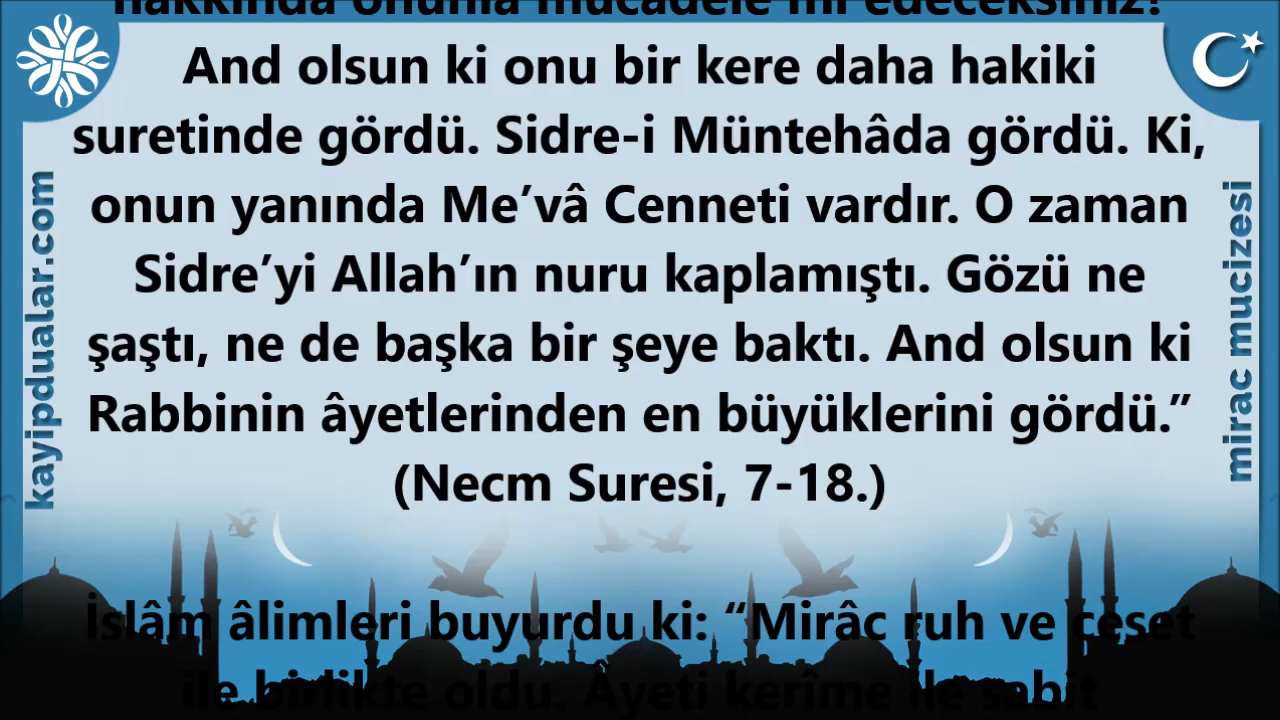 hakkında onunla mücadele mi edeceksiniz?
And olsun ki onu bir kere daha hakiki
suretinde gördü. Sidre-i Müntehâda gördü. Ki,
onun yanında Me’vâ Cenneti vardır. O zaman
Sidre’yi Allah’ın nuru kaplamıştı. Gözü ne
şaştı, ne de başka bir şeye baktı. And olsun ki
Rabbinin âyetlerinden en büyüklerini gördü.”
(Necm Suresi, 7-18.)
İslâm âlimleri buyurdu ki: “Mirâc ruh ve ceset
ile birlikte oldu. Âyeti kerîme ile sabit
kayipdualar.com
mirac mucizesi